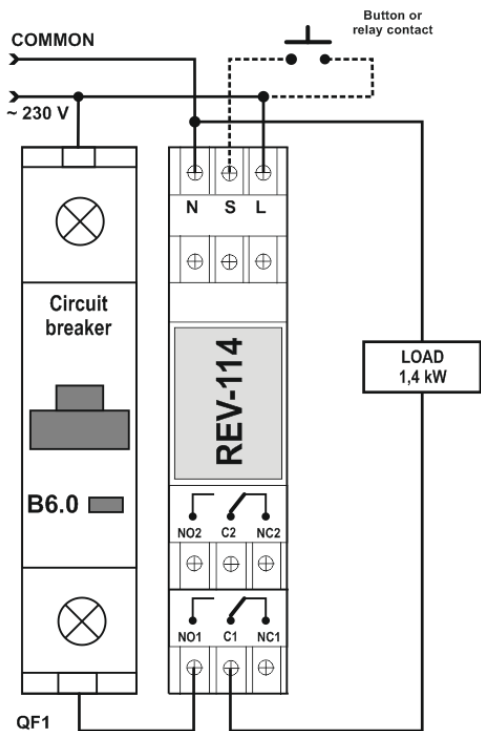 Button or
relay contact
COMMON
~ 230 V
N S L
Circuit
breaker
REV-114
LOAD
1,4 kW
B6.0
NO2 C2 NC2
NO1 C1 NC1
QF1